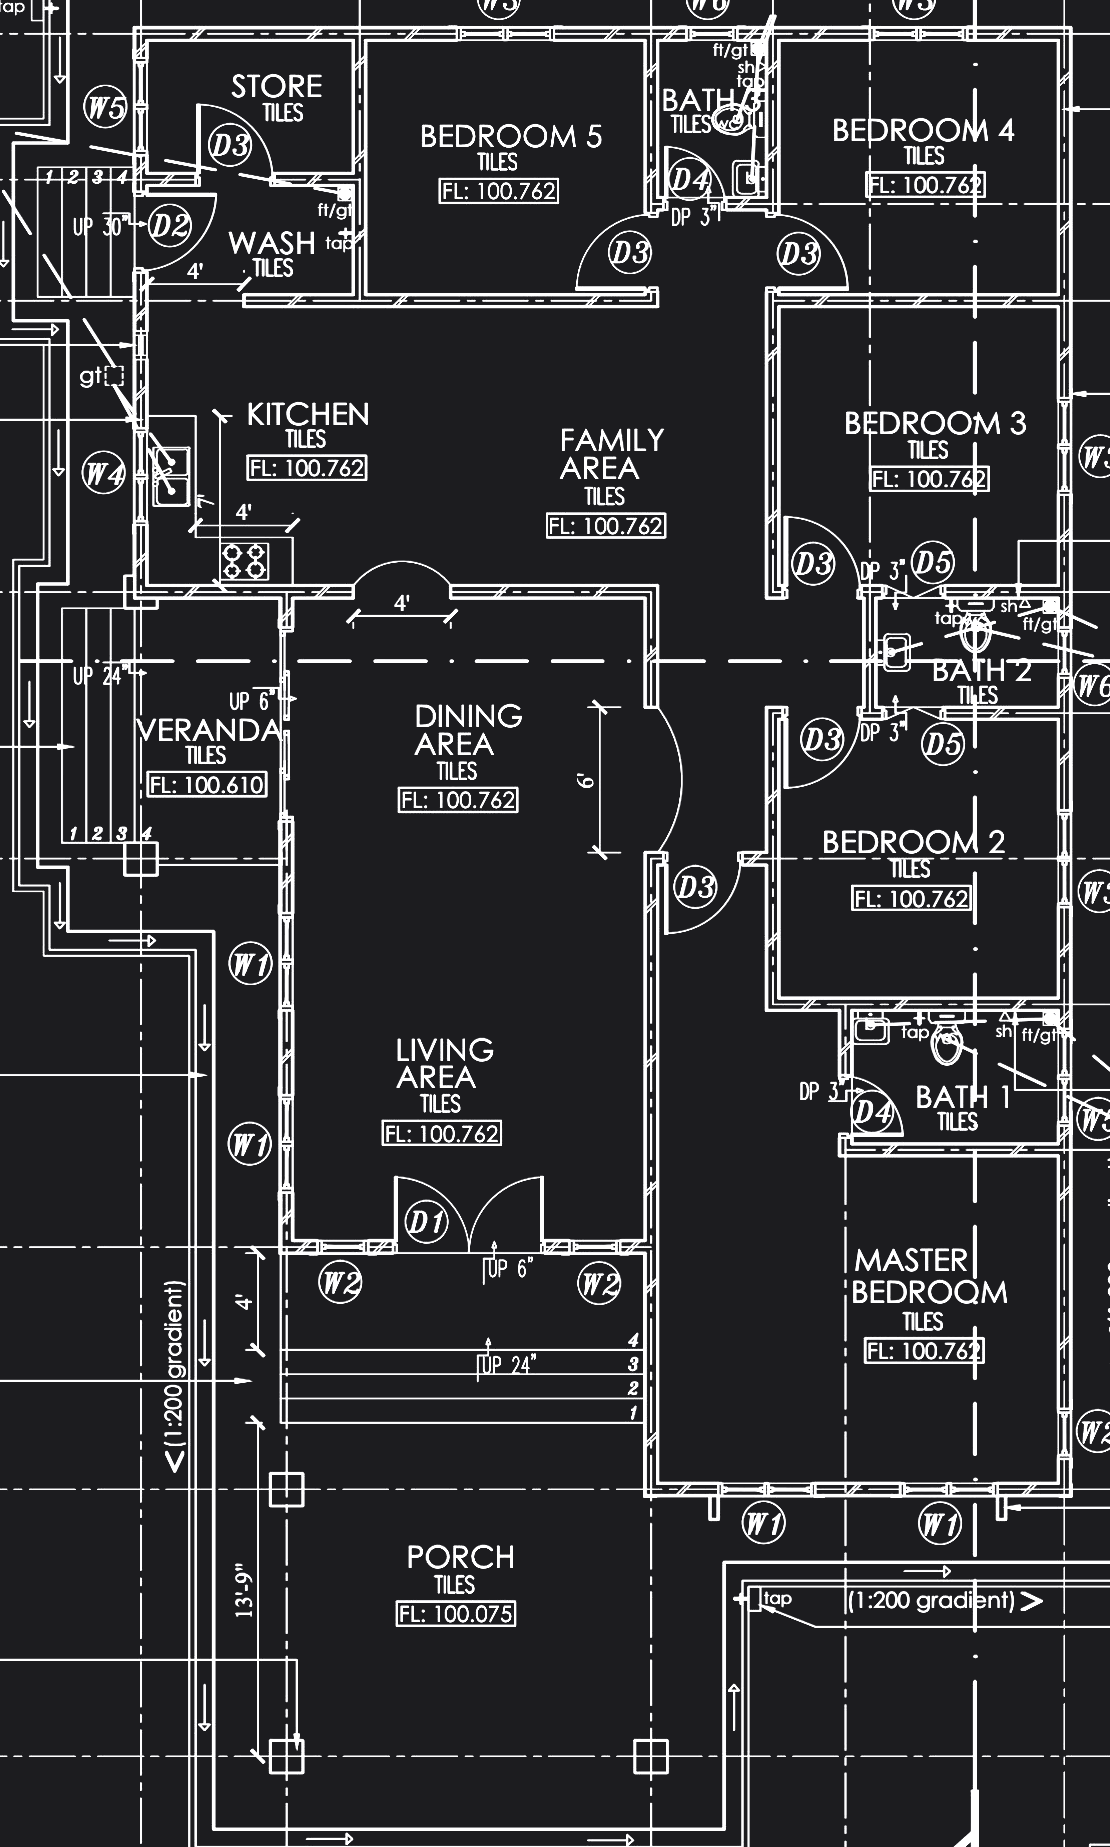 tap
W6
STORE
TILES
W5
D3
BEDROOM 5
TILES
FL: 100.762
ft/gt
sh
tap
BATH 3
TILES
wc
D4
DP 3"
BEDROOM 4
TILES
FL: 100.762
1 2 3 4
UP 30"
D2
ft/gt
tap
WASH
TILES
4'
D3
D3
gt
W4
KITCHEN
TILES
FL: 100.762
7'
4'
FAMILY
AREA
TILES
FL: 100.762
BEDROOM 3
TILES
FL: 100.762
D3
DP 3"
D5
4'
tap
wc
sh
ft/gt
BATH 2
TILES
W6
UP 24"
UP 6"
VERANDA
TILES
FL: 100.610
1 2 3 4
DINING
AREA
TILES
FL: 100.762
6'
D3
DP 3"
D5
BEDROOM 2
TILES
FL: 100.762
D3
W1
LIVING
AREA
TILES
FL: 100.762
W1
tap
wc
sh
ft/gt
DP 3"
D4
BATH 1
TILES
D1
W2
UP 6"
W2
4'
4
UP 24"
3
2
1
MASTER
BEDROOM
TILES
FL: 100.762
W2
< (1:200 gradient)
W1
W1
13'-9"
PORCH
TILES
FL: 100.075
tap
(1:200 gradient) >